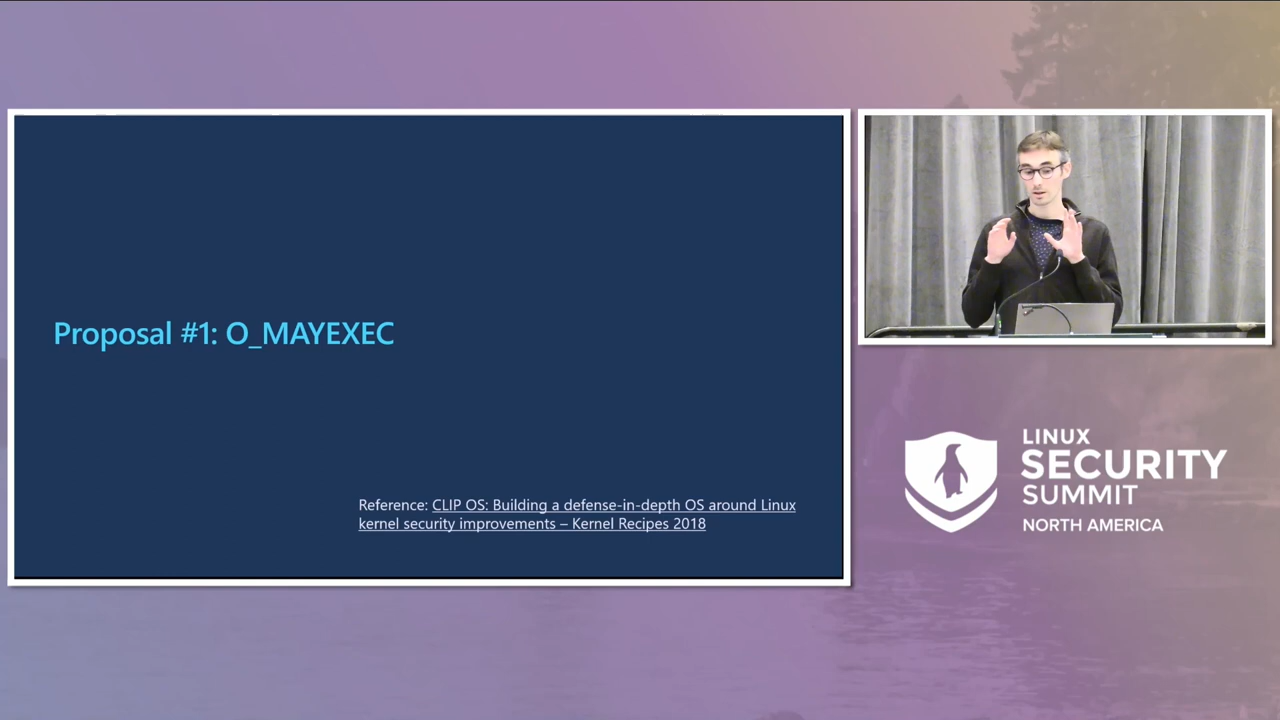 Proposal #1: O_MAYEXEC
Reference: CLIP OS: Building a defense-in-depth OS around Linux
kernel security improvements – Kernel Recipes 2018
LINUX
SECURITY
SUMMIT
NORTH AMERICA